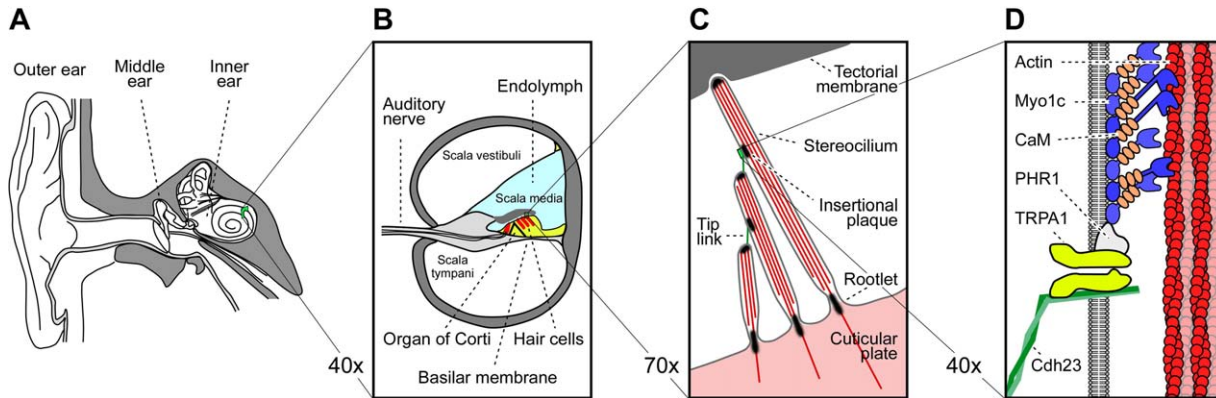 A
Outer ear
Middle
ear
Inner
ear
40x
B
Auditory
nerve
Endolymph
Scala vestibuli
Scala media
Scala
tympani
Organ of Corti
Hair cells
Basilar membrane
70x
C
Tectorial
membrane
Stereocilium
Insertional
plaque
Tip
link
Rootlet
Cuticular
plate
40x
D
Actin
Myo1c
CaM
PHR1
TRPA1
Cdh23